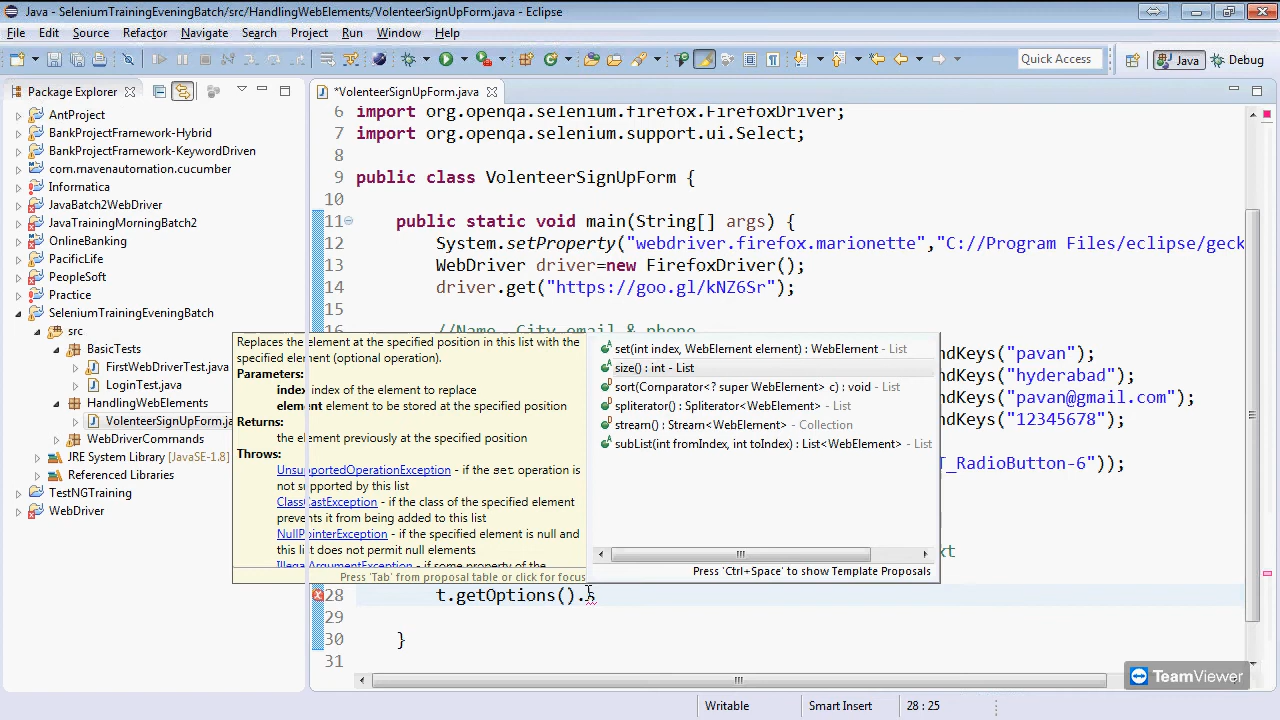 Java - SeleniumTrainingEveningBatch/src/HandlingWebElements/VolenteerSignUpForm.java - Eclipse
File Edit Source Refactor Navigate Search Project Run Window Help
Quick Access Java Debug
Package Explorer
*VolenteerSignUpForm.java
AntProject
BankProjectFramework-Hybrid
BankProjectFramework-KeywordDriven
com.mavenautomation.cucumber
Informatica
JavaBatch2WebDriver
JavaTrainingMorningBatch2
OnlineBanking
PacificLife
PeopleSoft
Practice
SeleniumTrainingEveningBatch
src
BasicTests
FirstWebDriverTest.java
LoginTest.java
HandlingWebElements
VolenteerSignUpForm.ja
WebDriverCommands
JRE System Library [JavaSE-1.8]
Referenced Libraries
TestNGTraining
WebDriver
6 import org.openqa.selenium.firefox.FirefoxDriver;
7 import org.openqa.selenium.support.ui.Select;
8
9 public class VolenteerSignUpForm {
10
11 public static void main(String[] args) {
12 System.setProperty("webdriver.firefox.marionette","C://Program Files/eclipse/geck
13 WebDriver driver=new FirefoxDriver();
14 driver.get("https://goo.gl/kNZ6Sr");
15
16 //Name, City email & phone
ndKeys("pavan");
ndKeys("hyderabad");
ndKeys("pavan@gmail.com");
ndKeys("12345678");
T_RadioButton-6"));
xt
28 t.getOptions().s
29
30 }
31
Replaces the element at the specified position in this list with the
specified element (optional operation).
Parameters:
index index of the element to replace
element element to be stored at the specified position
Returns:
the element previously at the specified position
Throws:
UnsupportedOperationException - if the set operation is
not supported by this list
ClassCastException - if the class of the specified element
prevents it from being added to this list
NullPointerException - if the specified element is null and
this list does not permit null elements
IllegalArgumentException - if some property of the
Press 'Tab' from proposal table or click for focus
set(int index, WebElement element) : WebElement - List
size() : int - List
sort(Comparator<? super WebElement> c) : void - List
spliterator() : Spliterator<WebElement> - List
stream() : Stream<WebElement> - Collection
subList(int fromIndex, int toIndex) : List<WebElement> - List
Press 'Ctrl+Space' to show Template Proposals
TeamViewer
Writable Smart Insert 28 : 25